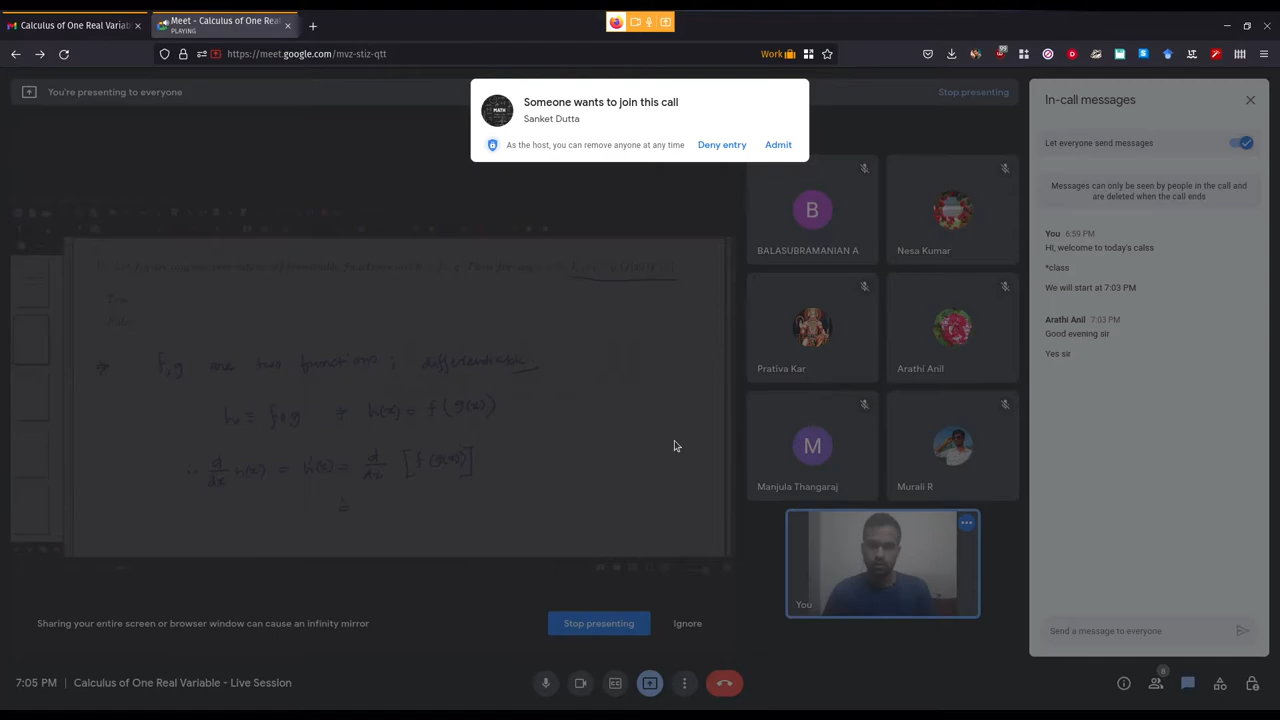 Calculus of One Real Variab
Meet - Calculus of One Real
PLAYING
https://meet.google.com/mvz-stiz-qtt
Work
99
You're presenting to everyone
Stop presenting
Someone wants to join this call
Sanket Dutta
As the host, you can remove anyone at any time
Deny entry
Admit
MATH
In-call messages
Let everyone send messages
Messages can only be seen by people in the call and
are deleted when the call ends
You 6:59 PM
HI, welcome to today's calss
*class
We will start at 7:03 PM
Arathi Anil 7:03 PM
Good evening sir
Yes sir
Send a message to everyone
B
BALASUBRAMANIAN A
Nesa Kumar
Prativa Kar
Arathi Anil
M
Manjula Thangaraj
Murali R
You
⇒ f, g are two functions ; differentiable
h ≡ f∘g ⇒ h(x) = f(g(x))
∴ d/dx h(x) = h'(x) = d/dx [f(g(x))]
=
Sharing your entire screen or browser window can cause an infinity mirror
Stop presenting
Ignore
7:05 PM | Calculus of One Real Variable - Live Session
8